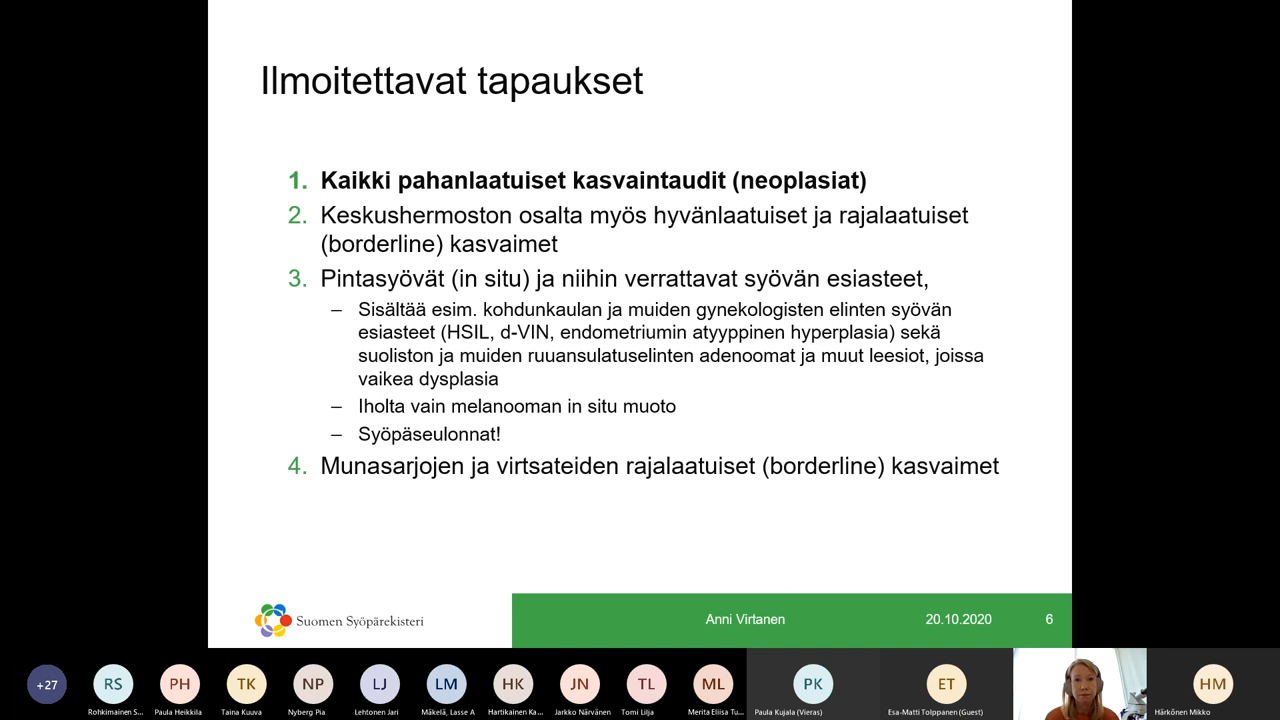 Ilmoitettavat tapaukset
1. Kaikki pahanlaatuiset kasvaintaudit (neoplasiat)
2. Keskushermoston osalta myös hyvänlaatuiset ja rajalaatuiset
(borderline) kasvaimet
3. Pintasyövät (in situ) ja niihin verrattavat syövän esiasteet,
– Sisältää esim. kohdunkaulan ja muiden gynekologisten elinten syövän
esiasteet (HSIL, d-VIN, endometriumin atyyppinen hyperplasia) sekä
suoliston ja muiden ruuansulatuselinten adenoomat ja muut leesiot, joissa
vaikea dysplasia
– Iholta vain melanooman in situ muoto
– Syöpäseulonnat!
4. Munasarjojen ja virtsateiden rajalaatuiset (borderline) kasvaimet
Suomen Syöpärekisteri
Anni Virtanen 20.10.2020 6
+27 RS PH TK NP LJ LM HK JN TL ML PK ET HM
Rohkimainen S... Paula Heikkila Taina Kuuva Nyberg Pia Lehtonen Jari Mäkelä, Lasse A Hartikainen Ka... Jarkko Närvänen Tomi Lilja Merita Eliisa Tu... Paula Kujala (Vieras) Esa-Matti Tolppanen (Guest) Härkönen Mikko